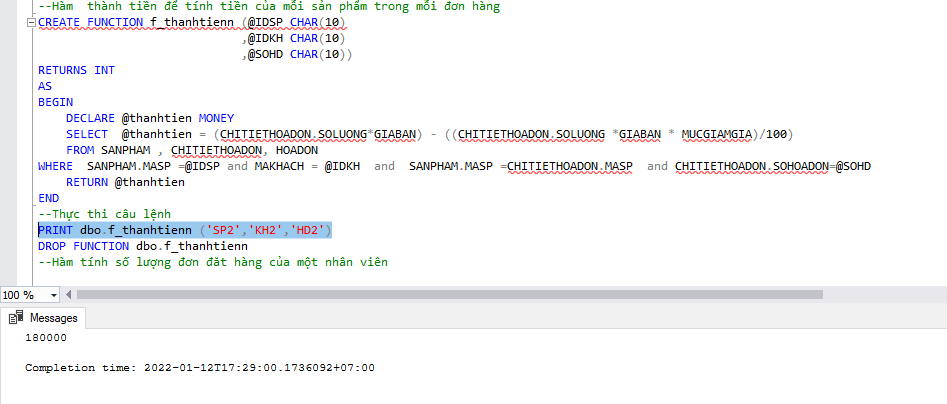 --Hàm  thành tiền để tính tiền của mỗi sản phẩm trong mỗi đơn hàng
CREATE FUNCTION f_thanhtienn (@IDSP CHAR(10)
,@IDKH CHAR(10)
,@SOHD CHAR(10))
RETURNS INT
AS
BEGIN
DECLARE @thanhtien MONEY
SELECT  @thanhtien = (CHITIETHOADON.SOLUONG*GIABAN) - ((CHITIETHOADON.SOLUONG *GIABAN * MUCGIAMGIA)/100)
FROM SANPHAM , CHITIETHOADON, HOADON
WHERE  SANPHAM.MASP =@IDSP and MAKHACH = @IDKH  and  SANPHAM.MASP =CHITIETHOADON.MASP  and CHITIETHOADON.SOHOADON=@SOHD
RETURN @thanhtien
END
--Thực thi câu lệnh
PRINT dbo.f_thanhtienn ('SP2','KH2','HD2')
DROP FUNCTION dbo.f_thanhtienn
--Hàm tính số lượng đơn đặt hàng của một nhân viên
100 %
Messages
180000
Completion time: 2022-01-12T17:29:00.1736092+07:00